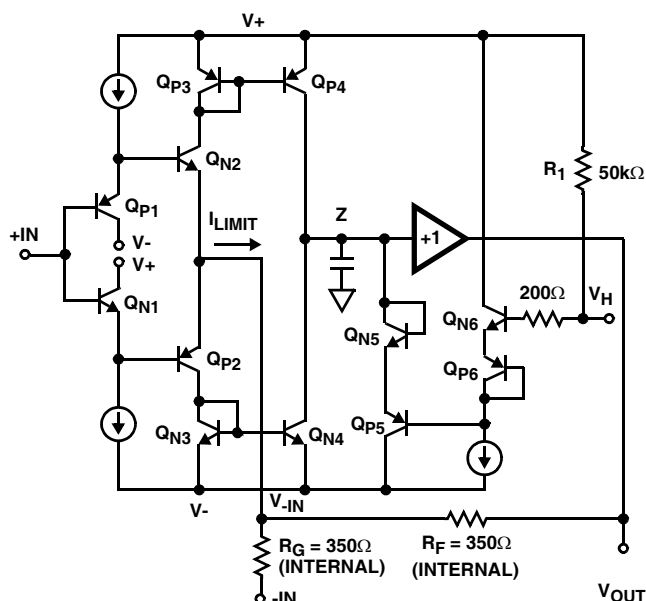 V+
QP3
QP4
QN2
R1
50kΩ
QP1
ILIMIT
Z
+IN
V-
V+
+1
200Ω
VH
QN1
QN5
QN6
QP2
QP6
QN3
QN4
QP5
V-
V-IN
RG = 350Ω
(INTERNAL)
RF = 350Ω
(INTERNAL)
-IN
VOUT